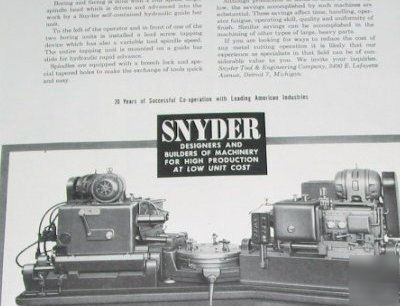 Boring and facing is done with a four spindle
spindle head which is driven and advanced into the
work by a Snyder self-contained hydraulic guide bar
unit.
To the left of the operator and in front of one of the
two boring units is installed a lead screw tapping
device which has also a variable tool spindle speed.
The entire tapping unit is mounted on a guide bar
slide for hydraulic rapid advance.
Spindles are equipped with a breech lock and spe-
cial tapered holes to make the exchange of tools quick
and easy.
low, the savings accomplished by such machines are
substantial. These savings affect time, handling, oper-
ator fatigue, operating skill, quality and uniformity of
finish. Similar savings can be accomplished in the
machining of other types of large, heavy parts.
If you are looking for ways to reduce the cost of
any metal cutting operation it is likely that our
experience as specialists in that field can be of con-
siderable value to you. We invite your inquiries.
Snyder Tool & Engineering Company, 3400 E. Lafayette
Avenue, Detroit 7, Michigan.
20 Years of Successful Co-operation with Leading American Industries
SNYDER
DESIGNERS AND
BUILDERS OF MACHINERY
FOR HIGH PRODUCTION
AT LOW UNIT COST